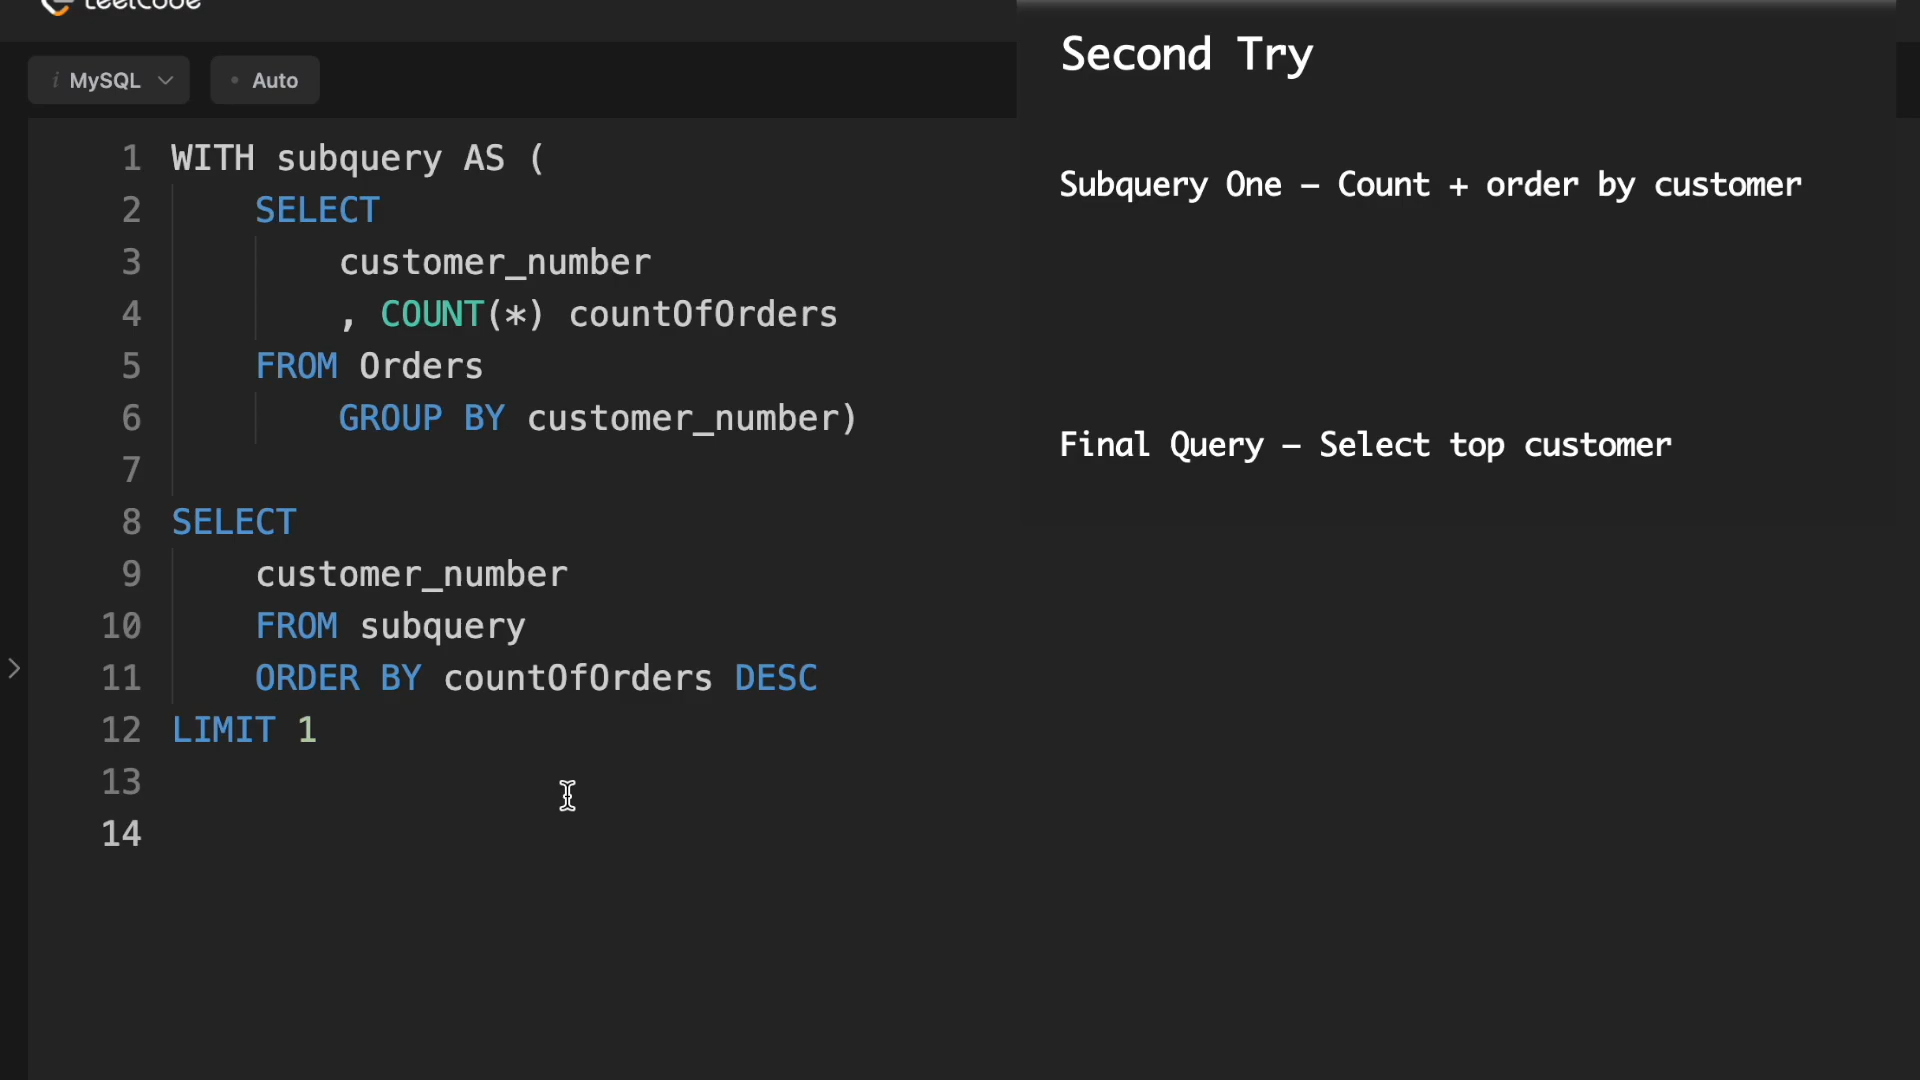 LeetCode
MySQL
Auto
Second Try
Subquery One – Count + order by customer
Final Query – Select top customer
1 WITH subquery AS (
2 SELECT
3 customer_number
4 , COUNT(*) countOfOrders
5 FROM Orders
6 GROUP BY customer_number)
7
8 SELECT
9 customer_number
10 FROM subquery
11 ORDER BY countOfOrders DESC
12 LIMIT 1
13
14